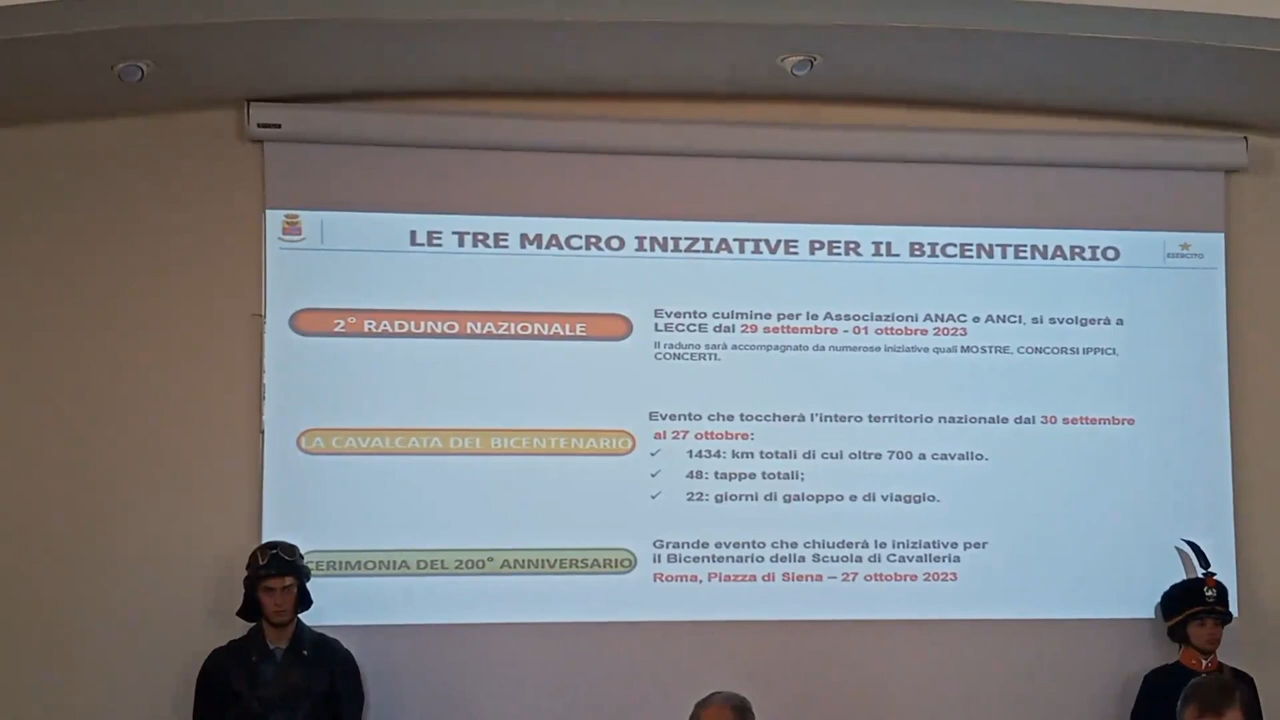 LE TRE MACRO INIZIATIVE PER IL BICENTENARIO
ESERCITO
2° RADUNO NAZIONALE
Evento culmine per le Associazioni ANAC e ANCI, si svolgerà a
LECCE dal 29 settembre - 01 ottobre 2023
Il raduno sarà accompagnato da numerose iniziative quali MOSTRE, CONCORSI IPPICI,
CONCERTI.
LA CAVALCATA DEL BICENTENARIO
Evento che toccherà l'intero territorio nazionale dal 30 settembre
al 27 ottobre:
✓ 1434: km totali di cui oltre 700 a cavallo.
✓ 48: tappe totali;
✓ 22: giorni di galoppo e di viaggio.
CERIMONIA DEL 200° ANNIVERSARIO
Grande evento che chiuderà le iniziative per
il Bicentenario della Scuola di Cavalleria
Roma, Piazza di Siena – 27 ottobre 2023